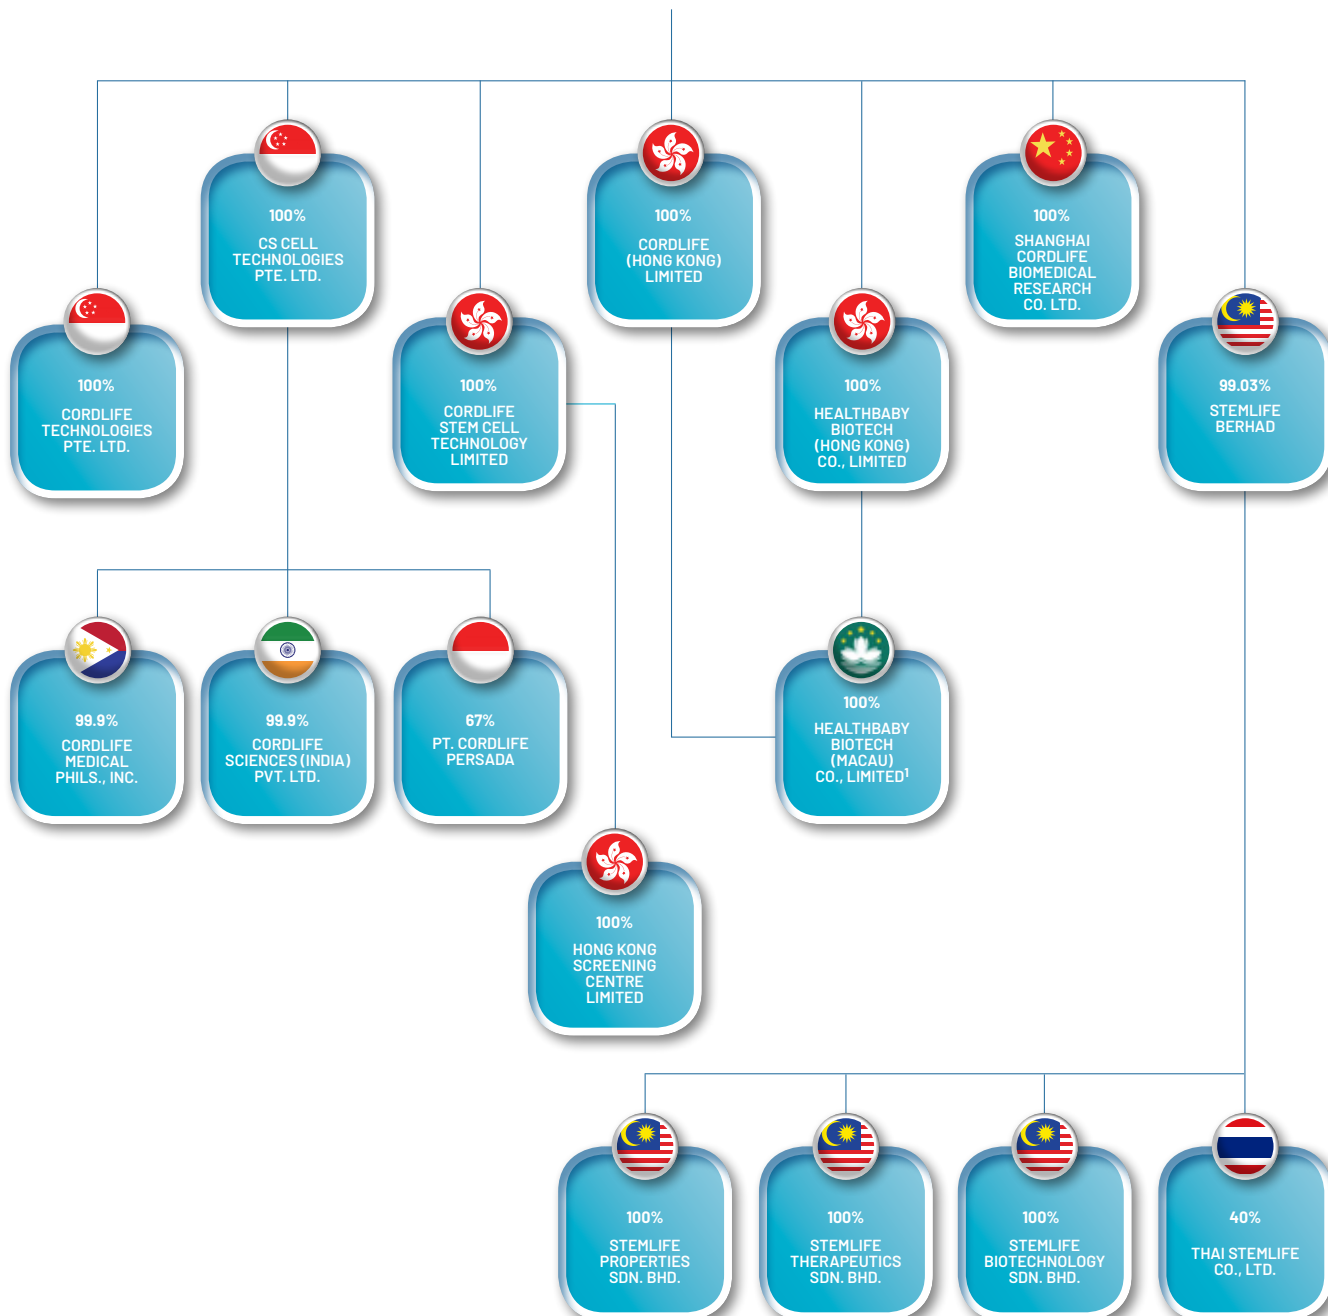 100%
CS CELL
TECHNOLOGIES
PTE. LTD.
100%
CORDLIFE
(HONG KONG)
LIMITED
100%
SHANGHAI
CORDLIFE
BIOMEDICAL
RESEARCH
CO. LTD.
100%
CORDLIFE
TECHNOLOGIES
PTE. LTD.
100%
CORDLIFE
STEM CELL
TECHNOLOGY
LIMITED
100%
HEALTHBABY
BIOTECH
(HONG KONG)
CO., LIMITED
99.03%
STEMLIFE
BERHAD
99.9%
CORDLIFE
MEDICAL
PHILS., INC.
99.9%
CORDLIFE
SCIENCES (INDIA)
PVT. LTD.
67%
PT. CORDLIFE
PERSADA
100%
HEALTHBABY
BIOTECH
(MACAU)
CO., LIMITED¹
100%
HONG KONG
SCREENING
CENTRE
LIMITED
100%
STEMLIFE
PROPERTIES
SDN. BHD.
100%
STEMLIFE
THERAPEUTICS
SDN. BHD.
100%
STEMLIFE
BIOTECHNOLOGY
SDN. BHD.
40%
THAI STEMLIFE
CO., LTD.